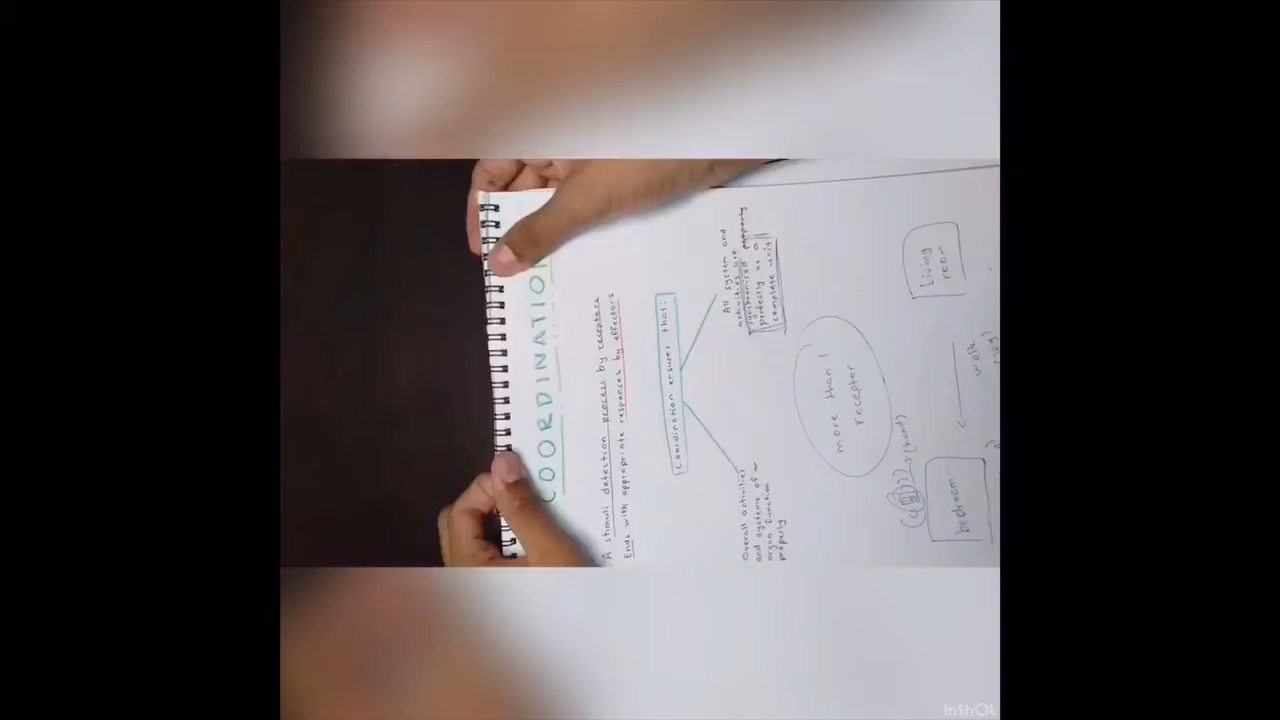 COORDINATION
A stimuli detection process by receptors
Ends with appropriate responses by effectors
Coordination ensures that:
Overall activities
and systems of an
organ function
properly
All system and
activities are
synchronized property
perfectly as a
complete unit
more than 1
receptor
(hand)
bedroom
walk
(leg)
Living
room
InShOt